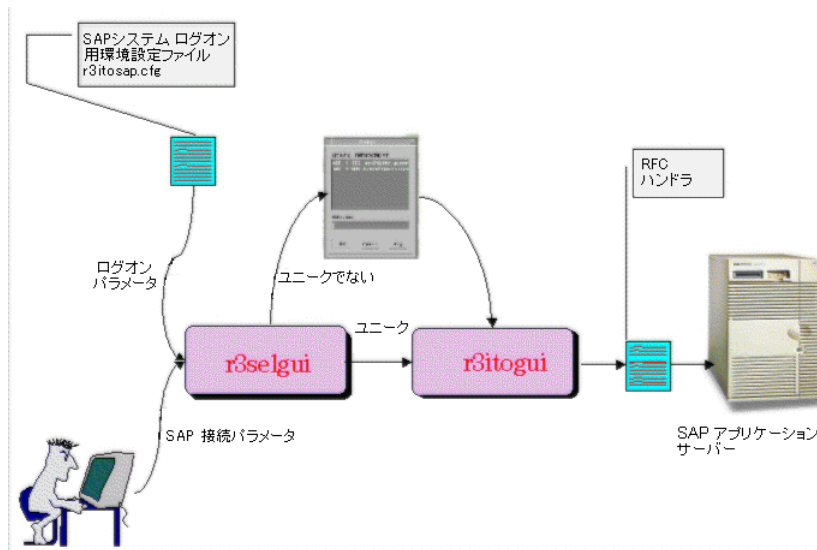 SAPシステム ログオン
用環境設定ファイル
r3itosap.cfg
RFC
ハンドラ
ログオン
パラメータ
ユニークでない
ユニーク
r3selgui
r3itogui
SAP 接続パラメータ
SAP アプリケーション
サーバー